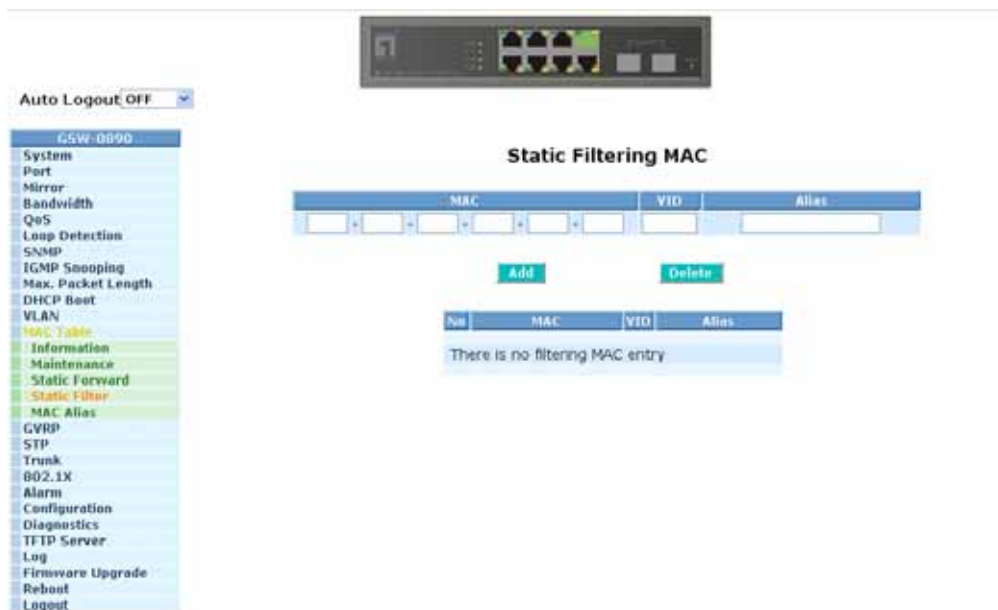 Auto Logout OFF
GSW-0890
System
Port
Mirror
Bandwidth
QoS
Loop Detection
SNMP
IGMP Snooping
Max. Packet Length
DHCP Boot
VLAN
MAC Table
Information
Maintenance
Static Forward
Static Filter
MAC Alias
GVRP
STP
Trunk
802.1X
Alarm
Configuration
Diagnostics
TFTP Server
Log
Firmware Upgrade
Reboot
Logout
Static Filtering MAC
MAC VID Alias
- - - - -
Add Delete
No MAC VID Alias
There is no filtering MAC entry